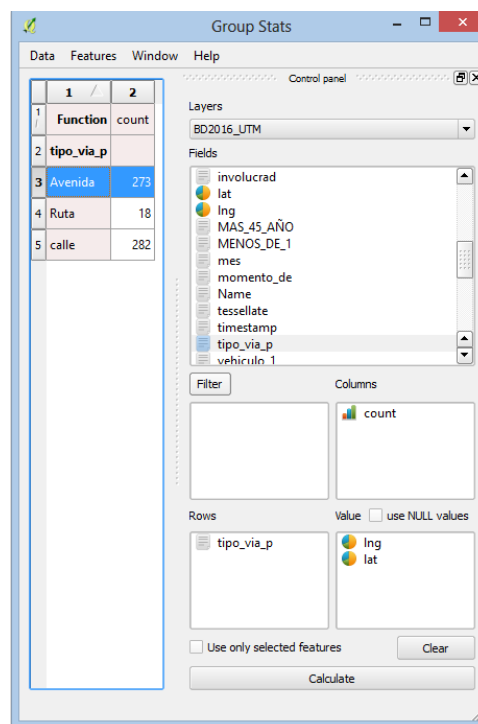 Group Stats
Data Features Window Help
1 2
1 Function count
2 tipo_via_p
3 Avenida 273
4 Ruta 18
5 calle 282
Control panel
Layers
BD2016_UTM
Fields
involucrad
lat
lng
MAS_45_AÑO
MENOS_DE_1
mes
momento_de
Name
tessellate
timestamp
tipo_via_p
vehiculo_1
Filter
Columns
count
Rows
tipo_via_p
Value use NULL values
lng
lat
Use only selected features
Clear
Calculate